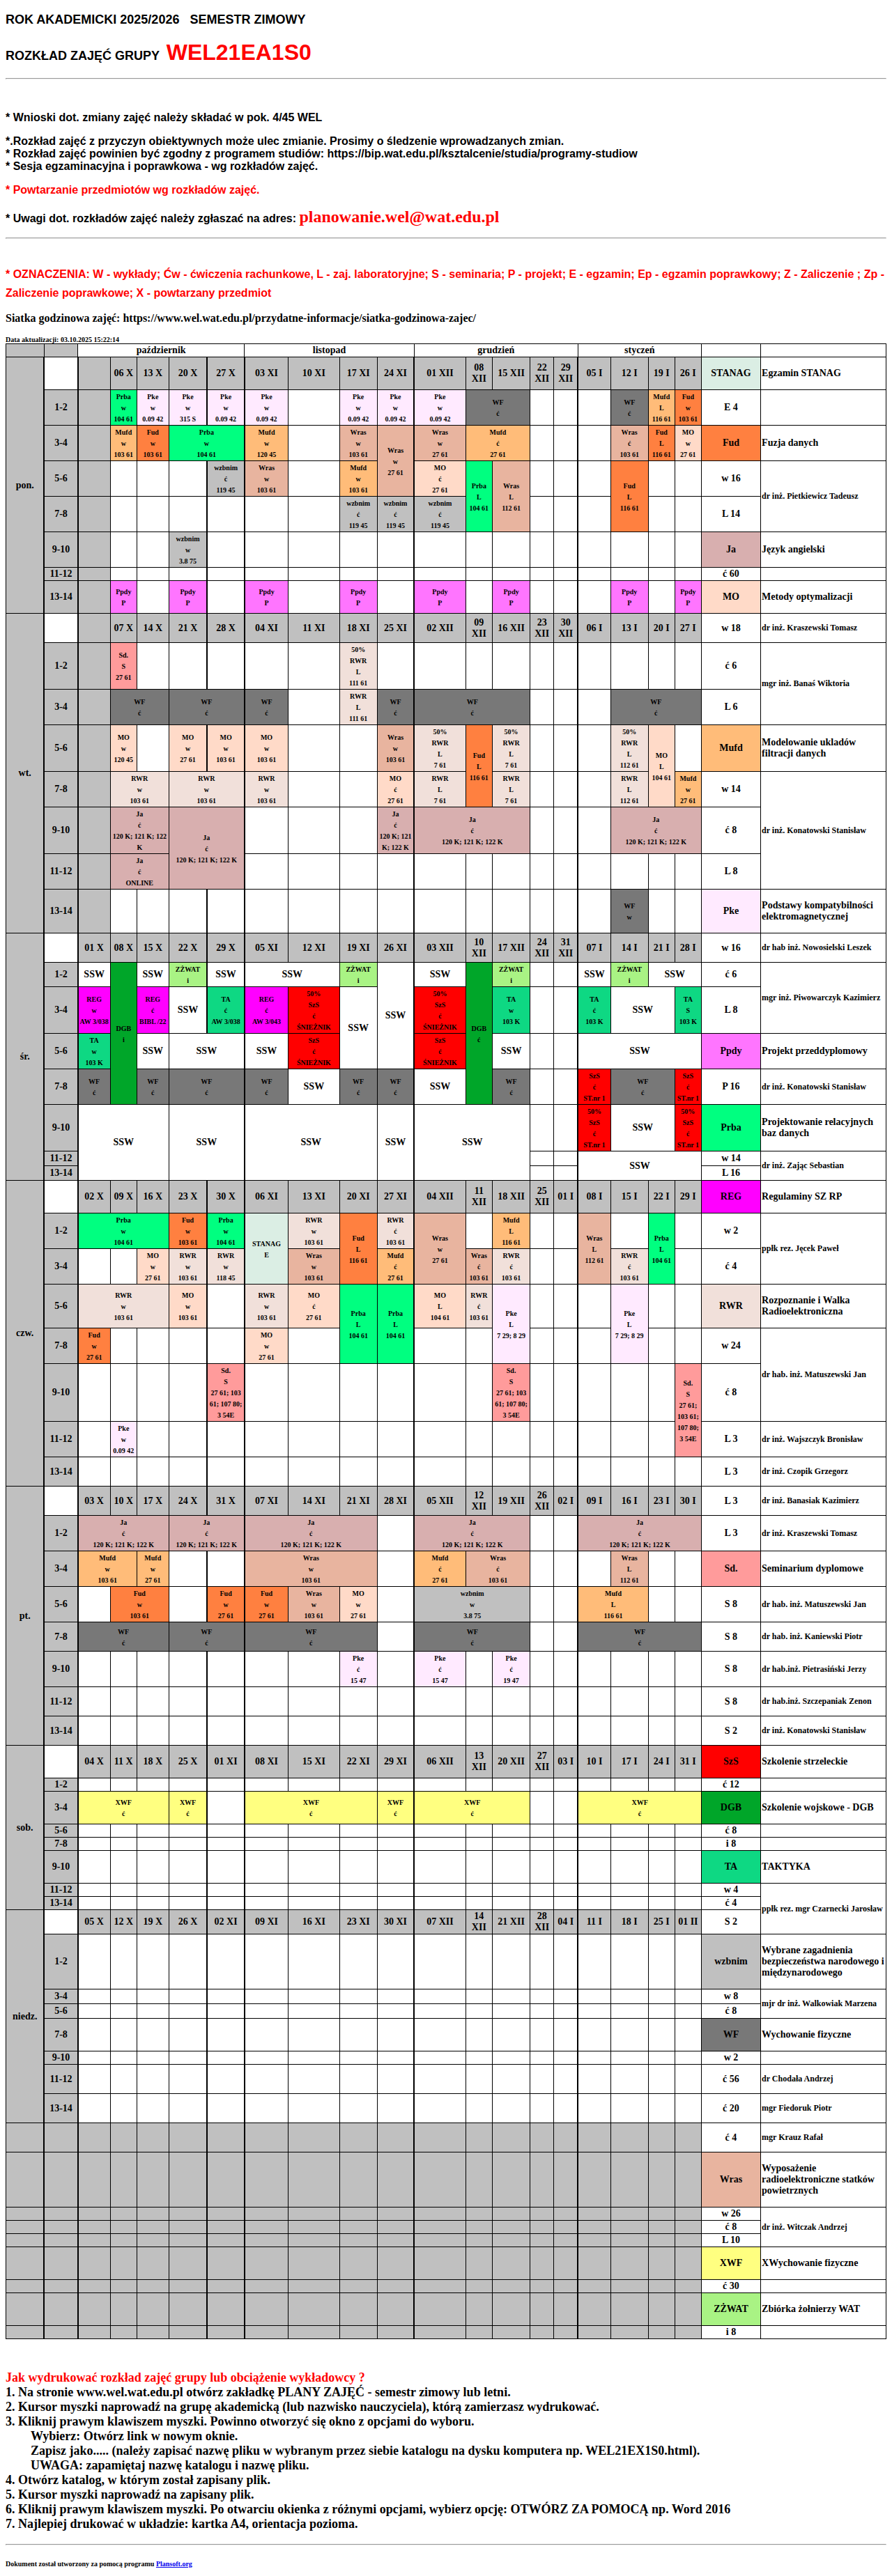 ROK AKADEMICKI 2025/2026 SEMESTR ZIMOWY
ROZKŁAD ZAJĘĆ GRUPY WEL21EA1S0
* Wnioski dot. zmiany zajęć należy składać w pok. 4/45 WEL
*.Rozkład zajęć z przyczyn obiektywnych może ulec zmianie. Prosimy o śledzenie wprowadzanych zmian.
* Rozkład zajęć powinien być zgodny z programem studiów: https://bip.wat.edu.pl/ksztalcenie/studia/programy-studiow
* Sesja egzaminacyjna i poprawkowa - wg rozkładów zajęć.
* Powtarzanie przedmiotów wg rozkładów zajęć.
* Uwagi dot. rozkładów zajęć należy zgłaszać na adres: planowanie.wel@wat.edu.pl
* OZNACZENIA: W - wykłady; Ćw - ćwiczenia rachunkowe, L - zaj. laboratoryjne; S - seminaria; P - projekt; E - egzamin; Ep - egzamin poprawkowy; Z - Zaliczenie ; Zp -
Zaliczenie poprawkowe; X - powtarzany przedmiot
Siatka godzinowa zajęć: https://www.wel.wat.edu.pl/przydatne-informacje/siatka-godzinowa-zajec/
Data aktualizacji: 03.10.2025 15:22:14
październik listopad grudzień styczeń
pon. 06 X 13 X 20 X 27 X 03 XI 10 XI 17 XI 24 XI 01 XII 08 XII 15 XII 22 XII 29 XII 05 I 12 I 19 I 26 I STANAG Egzamin STANAG
1-2 Prba w 104 61 Pke w 0.09 42 Pke w 315 S Pke w 0.09 42 Pke w 0.09 42 Pke w 0.09 42 Pke w 0.09 42 Pke w 0.09 42 WF ć WF ć Mufd L 116 61 Fud w 103 61 E 4
3-4 Mufd w 103 61 Fud w 103 61 Prba w 104 61 Mufd w 120 45 Wras w 103 61 Wras w 27 61 Wras w 27 61 Mufd ć 27 61 Wras ć 103 61 Fud L 116 61 MO w 27 61 Fud Fuzja danych
5-6 wzbnim ć 119 45 Wras w 103 61 Mufd w 103 61 MO ć 27 61 Prba L 104 61 Wras L 112 61 Fud L 116 61 w 16 dr inż. Pietkiewicz Tadeusz
7-8 wzbnim ć 119 45 wzbnim ć 119 45 wzbnim ć 119 45 L 14
9-10 wzbnim w 3.8 75 Ja Język angielski
11-12 ć 60
13-14 Ppdy P Ppdy P Ppdy P Ppdy P Ppdy P Ppdy P Ppdy P Ppdy P MO Metody optymalizacji
wt. 07 X 14 X 21 X 28 X 04 XI 11 XI 18 XI 25 XI 02 XII 09 XII 16 XII 23 XII 30 XII 06 I 13 I 20 I 27 I w 18 dr inż. Kraszewski Tomasz
1-2 Sd. S 27 61 50% RWR L 111 61 ć 6 mgr inż. Banaś Wiktoria
3-4 WF ć WF ć WF ć RWR L 111 61 WF ć WF ć WF ć L 6
5-6 MO w 120 45 MO w 27 61 MO w 103 61 MO w 103 61 Wras w 103 61 50% RWR L 7 61 Fud L 116 61 50% RWR L 7 61 50% RWR L 112 61 MO L 104 61 Mufd Modelowanie układów filtracji danych
7-8 RWR w 103 61 RWR w 103 61 RWR w 103 61 MO ć 27 61 RWR L 7 61 RWR L 7 61 RWR L 112 61 Mufd w 27 61 w 14 dr inż. Konatowski Stanisław
9-10 Ja ć 120 K; 121 K; 122 K Ja ć 120 K; 121 K; 122 K Ja ć 120 K; 121 K; 122 K Ja ć 120 K; 121 K; 122 K Ja ć 120 K; 121 K; 122 K ć 8
11-12 Ja ć ONLINE L 8
13-14 WF w Pke Podstawy kompatybilności elektromagnetycznej
śr. 01 X 08 X 15 X 22 X 29 X 05 XI 12 XI 19 XI 26 XI 03 XII 10 XII 17 XII 24 XII 31 XII 07 I 14 I 21 I 28 I w 16 dr hab inż. Nowosielski Leszek
1-2 SSW DGB i SSW ZŻWAT i SSW SSW ZŻWAT i SSW SSW DGB ć ZŻWAT i SSW ZŻWAT i SSW ć 6 mgr inż. Piwowarczyk Kazimierz
3-4 REG w AW 3/038 REG ć BIBL /22 SSW TA ć AW 3/038 REG ć AW 3/043 50% SzS ć ŚNIEŻNIK SSW 50% SzS ć ŚNIEŻNIK TA w 103 K TA ć 103 K SSW TA S 103 K L 8
5-6 TA w 103 K SSW SSW SSW SzS ć ŚNIEŻNIK SzS ć ŚNIEŻNIK SSW SSW Ppdy Projekt przeddyplomowy
7-8 WF ć WF ć WF ć WF ć SSW WF ć WF ć SSW WF ć SzS ć ST.nr 1 WF ć SzS ć ST.nr 1 P 16 dr inż. Konatowski Stanisław
9-10 SSW SSW SSW SSW SSW 50% SzS ć ST.nr 1 SSW 50% SzS ć ST.nr 1 Prba Projektowanie relacyjnych baz danych
11-12 SSW w 14 dr inż. Zając Sebastian
13-14 L 16
czw. 02 X 09 X 16 X 23 X 30 X 06 XI 13 XI 20 XI 27 XI 04 XII 11 XII 18 XII 25 XII 01 I 08 I 15 I 22 I 29 I REG Regulaminy SZ RP
1-2 Prba w 104 61 Fud w 103 61 Prba w 104 61 STANAG E RWR w 103 61 Fud L 116 61 RWR ć 103 61 Wras w 27 61 Mufd L 116 61 Wras L 112 61 Prba L 104 61 w 2 ppłk rez. Jęcek Paweł
3-4 MO w 27 61 RWR w 103 61 RWR w 118 45 Wras w 103 61 Mufd ć 27 61 Wras ć 103 61 RWR ć 103 61 RWR ć 103 61 ć 4
5-6 RWR w 103 61 MO w 103 61 RWR w 103 61 MO ć 27 61 Prba L 104 61 Prba L 104 61 MO L 104 61 RWR ć 103 61 Pke L 7 29; 8 29 Pke L 7 29; 8 29 RWR Rozpoznanie i Walka Radioelektroniczna
7-8 Fud w 27 61 MO w 27 61 w 24 dr hab. inż. Matuszewski Jan
9-10 Sd. S 27 61; 103 61; 107 80; 3 54E Sd. S 27 61; 103 61; 107 80; 3 54E Sd. S 27 61; 103 61; 107 80; 3 54E ć 8
11-12 Pke w 0.09 42 L 3 dr inż. Wajszczyk Bronisław
13-14 L 3 dr inż. Czopik Grzegorz
pt. 03 X 10 X 17 X 24 X 31 X 07 XI 14 XI 21 XI 28 XI 05 XII 12 XII 19 XII 26 XII 02 I 09 I 16 I 23 I 30 I L 3 dr inż. Banasiak Kazimierz
1-2 Ja ć 120 K; 121 K; 122 K Ja ć 120 K; 121 K; 122 K Ja ć 120 K; 121 K; 122 K Ja ć 120 K; 121 K; 122 K Ja ć 120 K; 121 K; 122 K L 3 dr inż. Kraszewski Tomasz
3-4 Mufd w 103 61 Mufd w 27 61 Wras w 103 61 Mufd ć 27 61 Wras ć 103 61 Wras L 112 61 Sd. Seminarium dyplomowe
5-6 Fud w 103 61 Fud w 27 61 Fud w 27 61 Wras w 103 61 MO w 27 61 wzbnim w 3.8 75 Mufd L 116 61 S 8 dr hab. inż. Matuszewski Jan
7-8 WF ć WF ć WF ć WF ć WF ć S 8 dr hab. inż. Kaniewski Piotr
9-10 Pke ć 15 47 Pke ć 15 47 Pke ć 19 47 S 8 dr hab.inż. Pietrasiński Jerzy
11-12 S 8 dr hab.inż. Szczepaniak Zenon
13-14 S 2 dr inż. Konatowski Stanisław
sob. 04 X 11 X 18 X 25 X 01 XI 08 XI 15 XI 22 XI 29 XI 06 XII 13 XII 20 XII 27 XII 03 I 10 I 17 I 24 I 31 I SzS Szkolenie strzeleckie
1-2 ć 12
3-4 XWF ć XWF ć XWF ć XWF ć XWF ć XWF ć DGB Szkolenie wojskowe - DGB
5-6 ć 8
7-8 i 8
9-10 TA TAKTYKA
11-12 w 4 ppłk rez. mgr Czarnecki Jarosław
13-14 ć 4
niedz. 05 X 12 X 19 X 26 X 02 XI 09 XI 16 XI 23 XI 30 XI 07 XII 14 XII 21 XII 28 XII 04 I 11 I 18 I 25 I 01 II S 2
1-2 wzbnim Wybrane zagadnienia bezpieczeństwa narodowego i międzynarodowego
3-4 w 8 mjr dr inż. Walkowiak Marzena
5-6 ć 8
7-8 WF Wychowanie fizyczne
9-10 w 2
11-12 ć 56 dr Chodała Andrzej
13-14 ć 20 mgr Fiedoruk Piotr
ć 4 mgr Krauz Rafał
Wras Wyposażenie radioelektroniczne statków powietrznych
w 26 dr inż. Witczak Andrzej
ć 8
L 10
XWF XWychowanie fizyczne
ć 30
ZŻWAT Zbiórka żołnierzy WAT
i 8
Jak wydrukować rozkład zajęć grupy lub obciążenie wykładowcy ?
1. Na stronie www.wel.wat.edu.pl otwórz zakładkę PLANY ZAJĘĆ - semestr zimowy lub letni.
2. Kursor myszki naprowadź na grupę akademicką (lub nazwisko nauczyciela), którą zamierzasz wydrukować.
3. Kliknij prawym klawiszem myszki. Powinno otworzyć się okno z opcjami do wyboru.
Wybierz: Otwórz link w nowym oknie.
Zapisz jako..... (należy zapisać nazwę pliku w wybranym przez siebie katalogu na dysku komputera np. WEL21EX1S0.html).
UWAGA: zapamiętaj nazwę katalogu i nazwę pliku.
4. Otwórz katalog, w którym został zapisany plik.
5. Kursor myszki naprowadź na zapisany plik.
6. Kliknij prawym klawiszem myszki. Po otwarciu okienka z różnymi opcjami, wybierz opcję: OTWÓRZ ZA POMOCĄ np. Word 2016
7. Najlepiej drukować w układzie: kartka A4, orientacja pozioma.
Dokument został utworzony za pomocą programu Plansoft.org